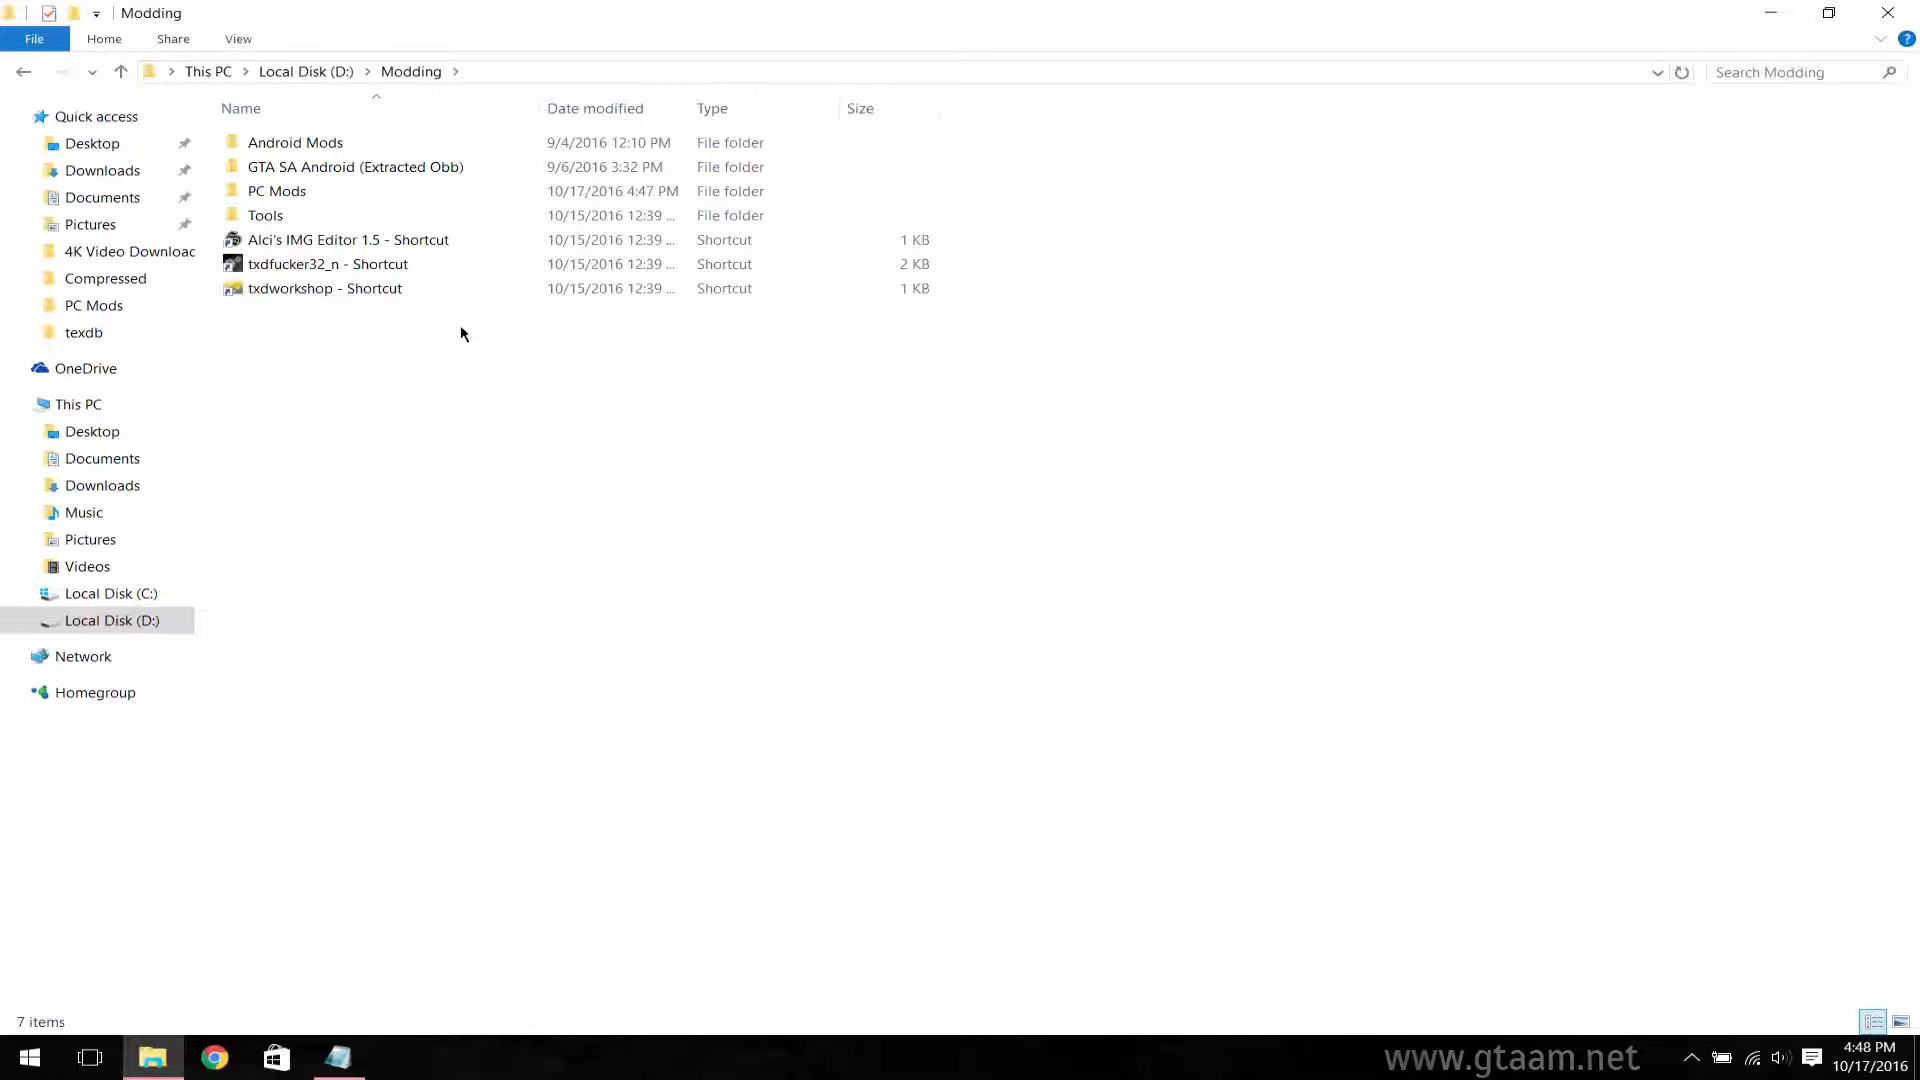 Modding
File Home Share View
This PC Local Disk (D:) Modding
Search Modding
Name Date modified Type Size
Quick access
Desktop
Downloads
Documents
Pictures
4K Video Downloac
Compressed
PC Mods
texdb
OneDrive
This PC
Desktop
Documents
Downloads
Music
Pictures
Videos
Local Disk (C:)
Local Disk (D:)
Network
Homegroup
Android Mods 9/4/2016 12:10 PM File folder
GTA SA Android (Extracted Obb) 9/6/2016 3:32 PM File folder
PC Mods 10/17/2016 4:47 PM File folder
Tools 10/15/2016 12:39 ... File folder
Alci's IMG Editor 1.5 - Shortcut 10/15/2016 12:39 ... Shortcut 1 KB
txdfucker32_n - Shortcut 10/15/2016 12:39 ... Shortcut 2 KB
txdworkshop - Shortcut 10/15/2016 12:39 ... Shortcut 1 KB
7 items
www.gtaam.net
4:48 PM
10/17/2016